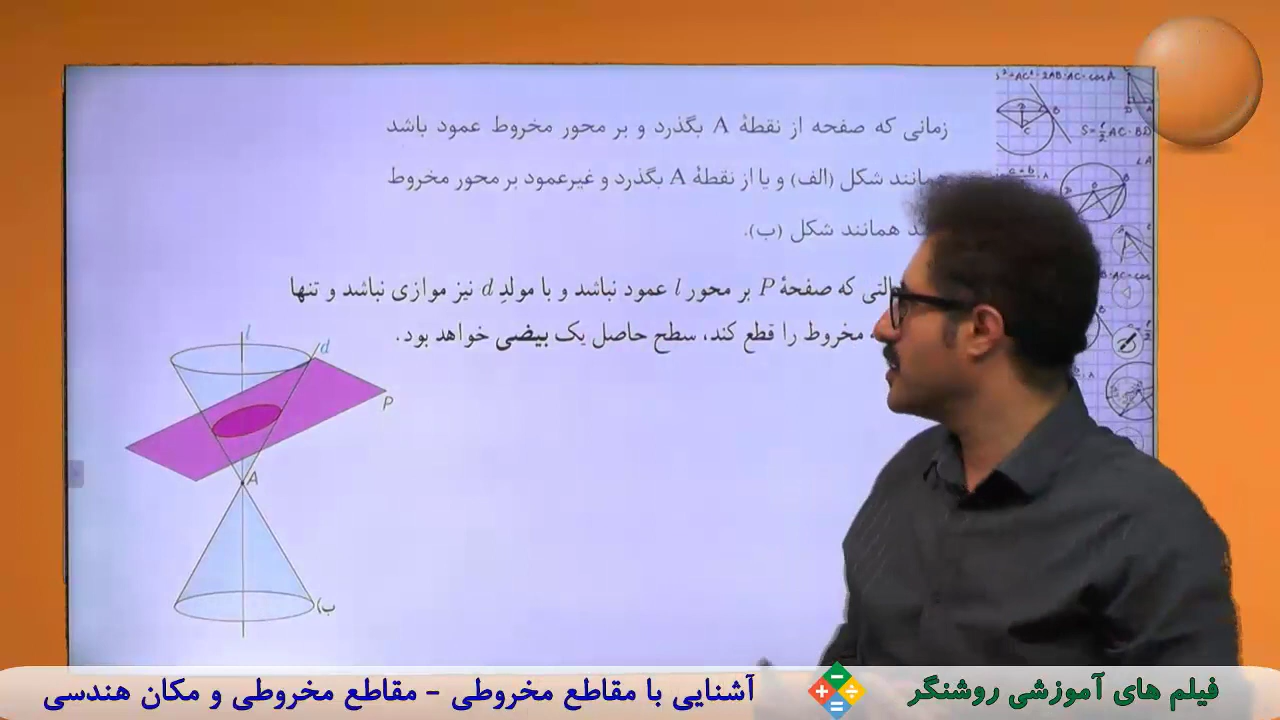 زمانی که صفحه از نقطهٔ A بگذرد و بر محور مخروط عمود باشد
همانند شکل (الف) و یا از نقطهٔ A بگذرد و غیرعمود بر محور مخروط
همانند شکل (ب).
که صفحهٔ P بر محور l عمود نباشد و با مولدِ d نیز موازی نباشد و تنها
مخروط را قطع کند، سطح حاصل یک بیضی خواهد بود.
l
d
P
A
ب)
فیلم های آموزشی روشنگر
آشنایی با مقاطع مخروطی - مقاطع مخروطی و مکان هندسی